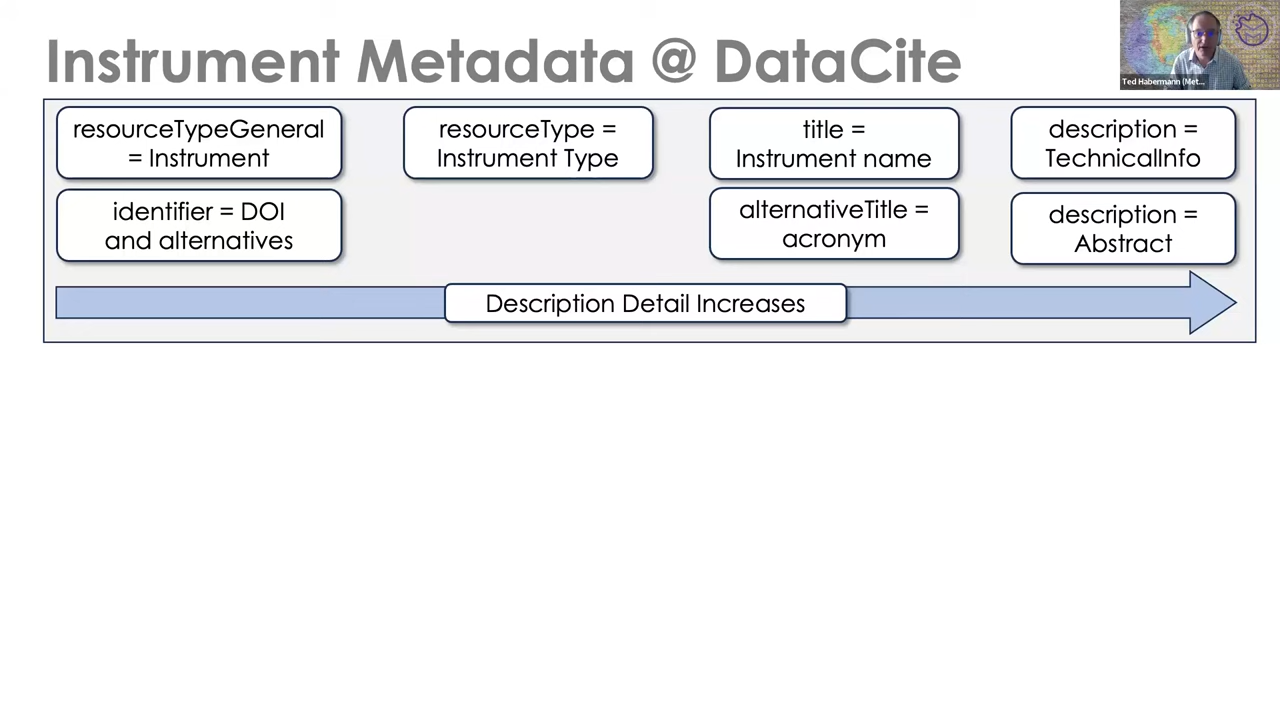 Instrument Metadata @ DataCite
Ted Habermann (Met...
resourceTypeGeneral
= Instrument
resourceType =
Instrument Type
title =
Instrument name
description =
TechnicalInfo
identifier = DOI
and alternatives
alternativeTitle =
acronym
description =
Abstract
Description Detail Increases